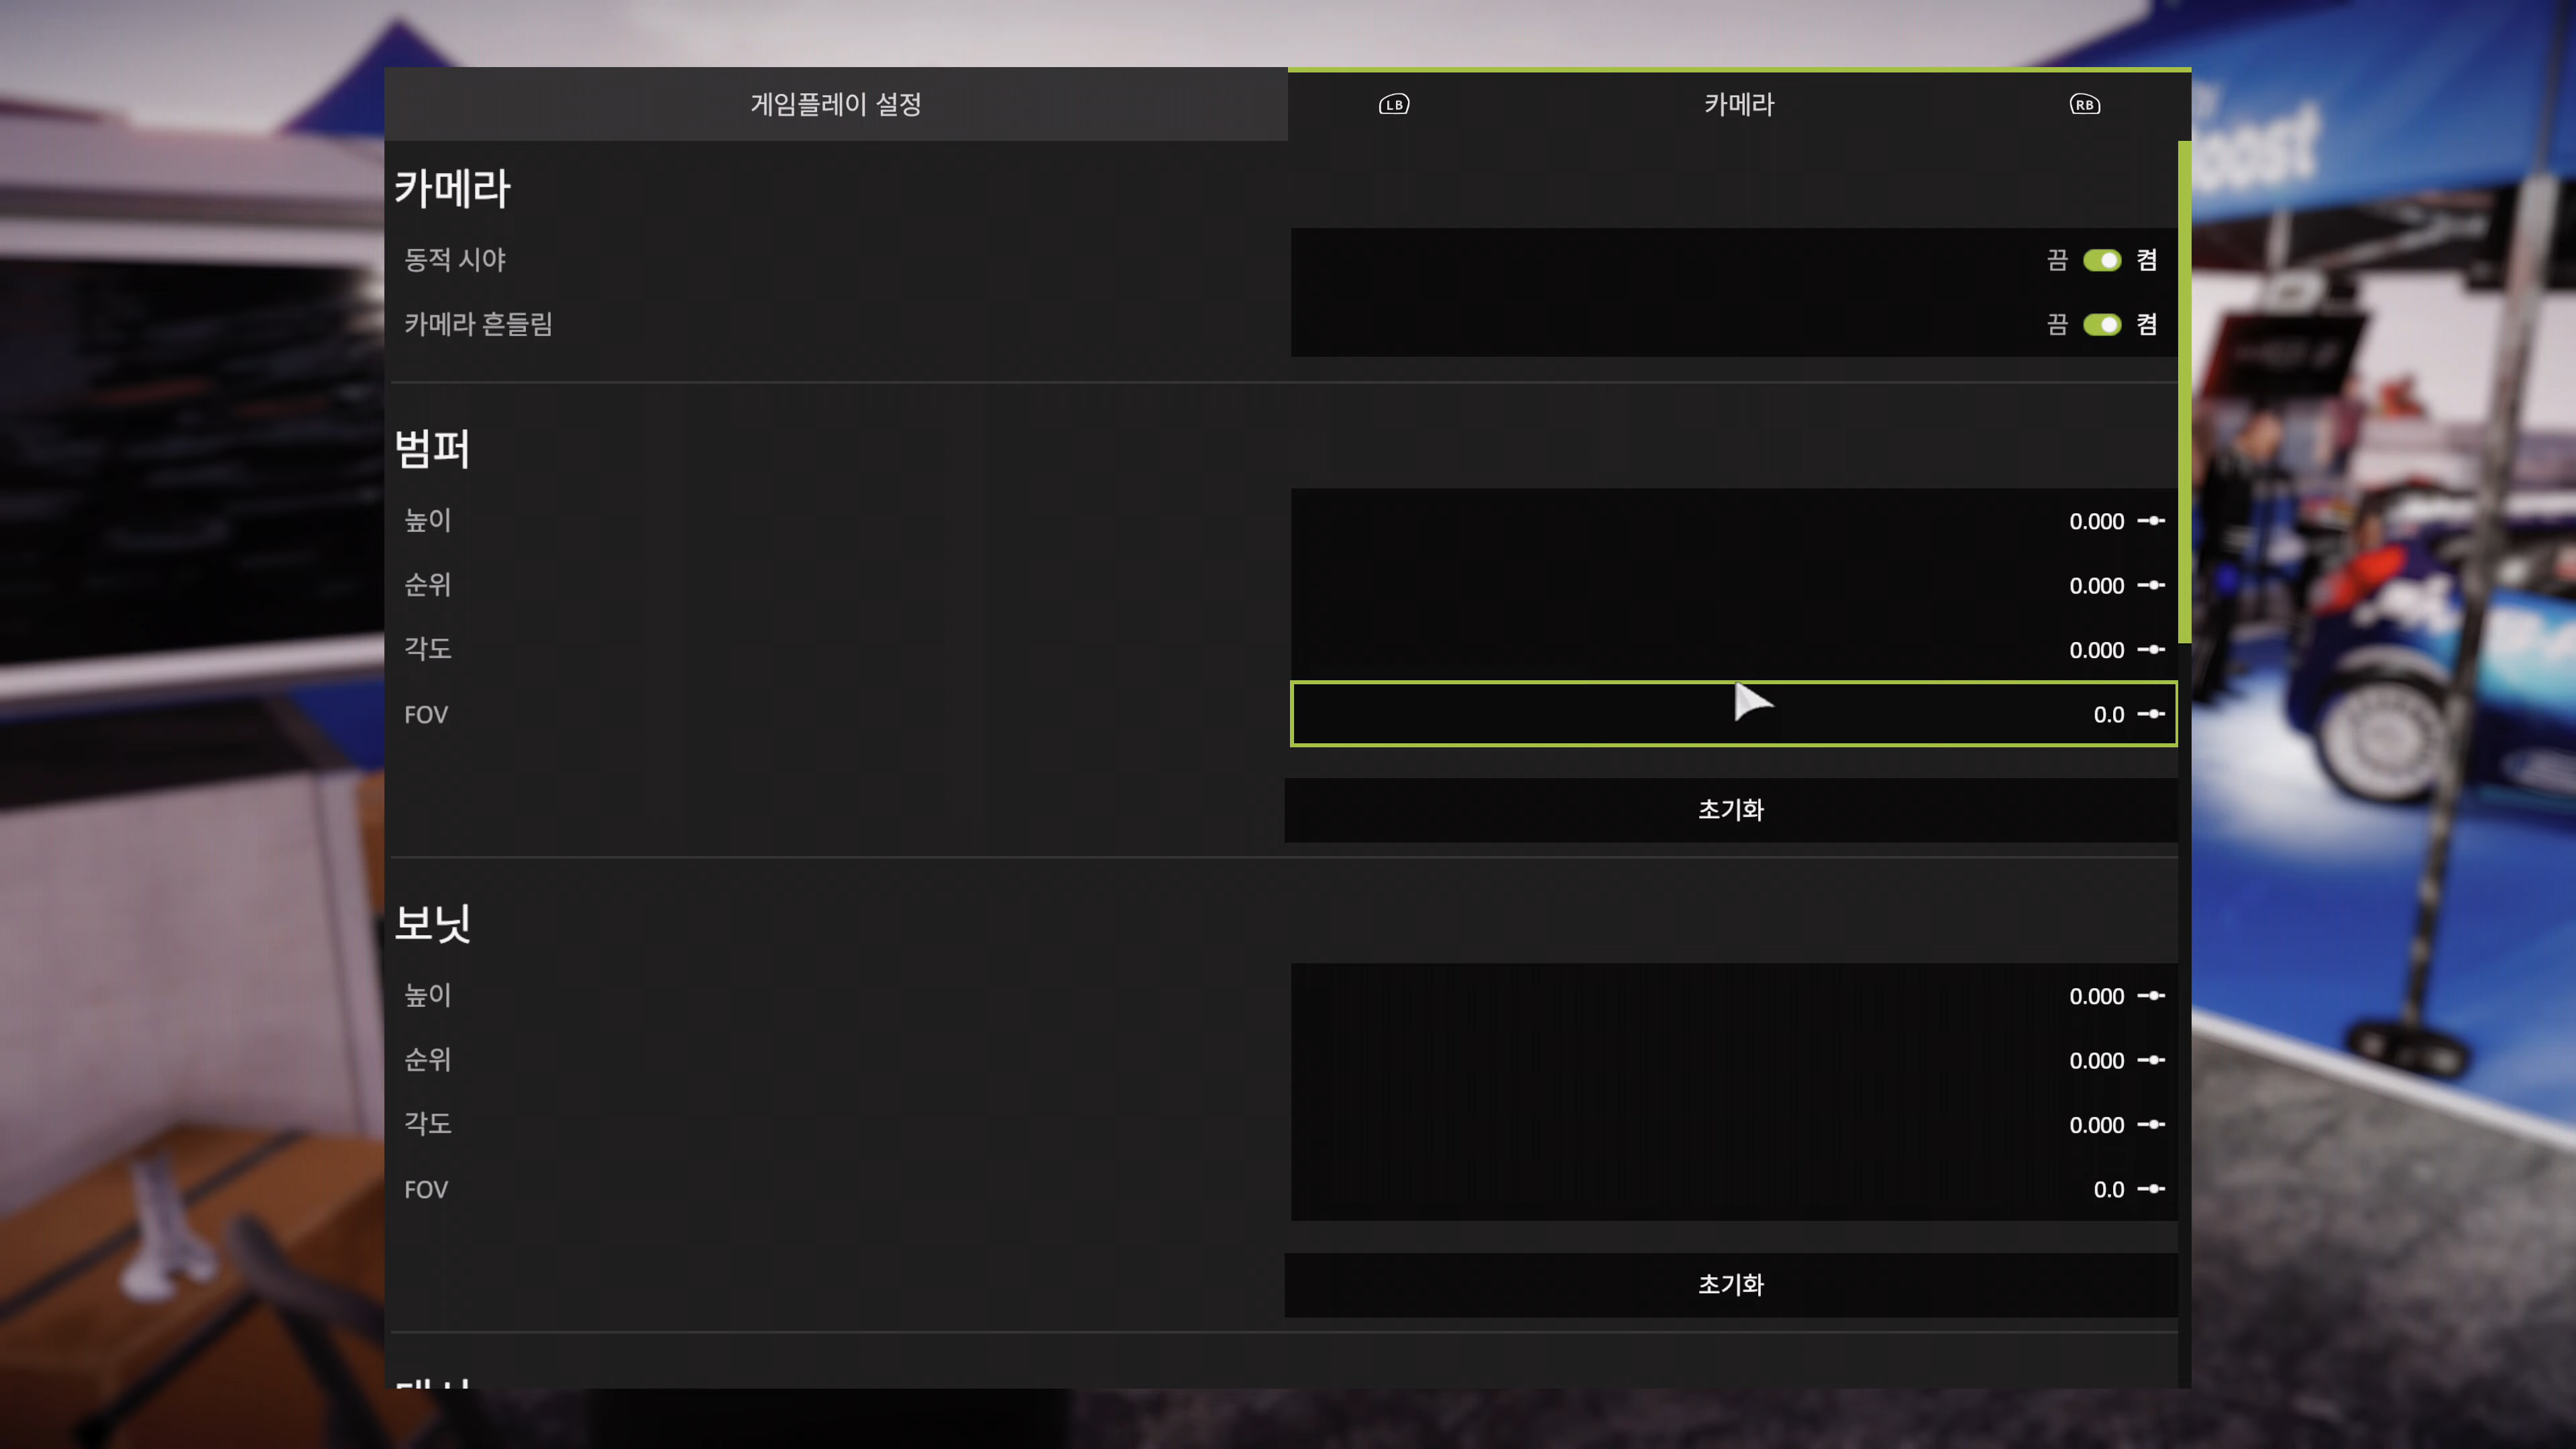 게임플레이 설정
LB 카메라 RB
카메라
동적 시야 끔 켬
카메라 흔들림 끔 켬
범퍼
높이 0.000
순위 0.000
각도 0.000
FOV 0.0
초기화
보닛
높이 0.000
순위 0.000
각도 0.000
FOV 0.0
초기화